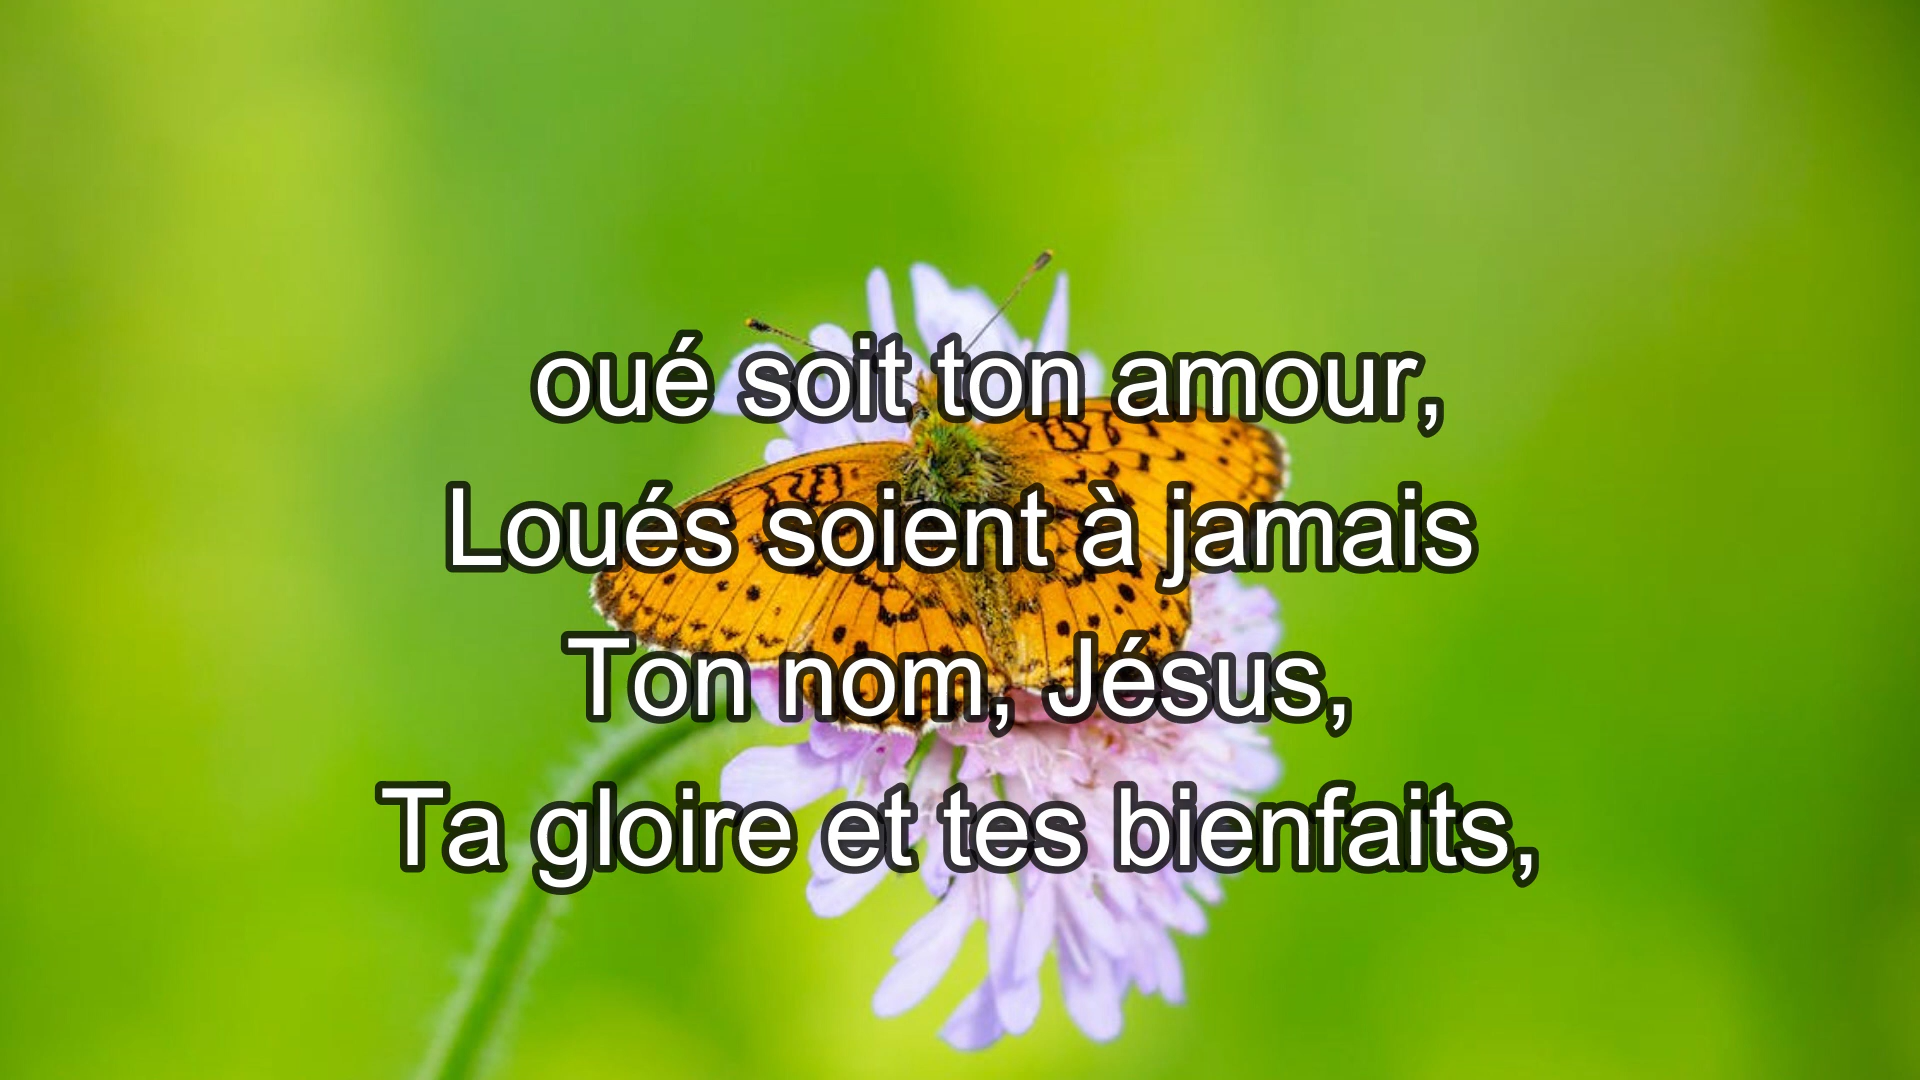 oué soit ton amour,
Loués soient à jamais
Ton nom, Jésus,
Ta gloire et tes bienfaits,